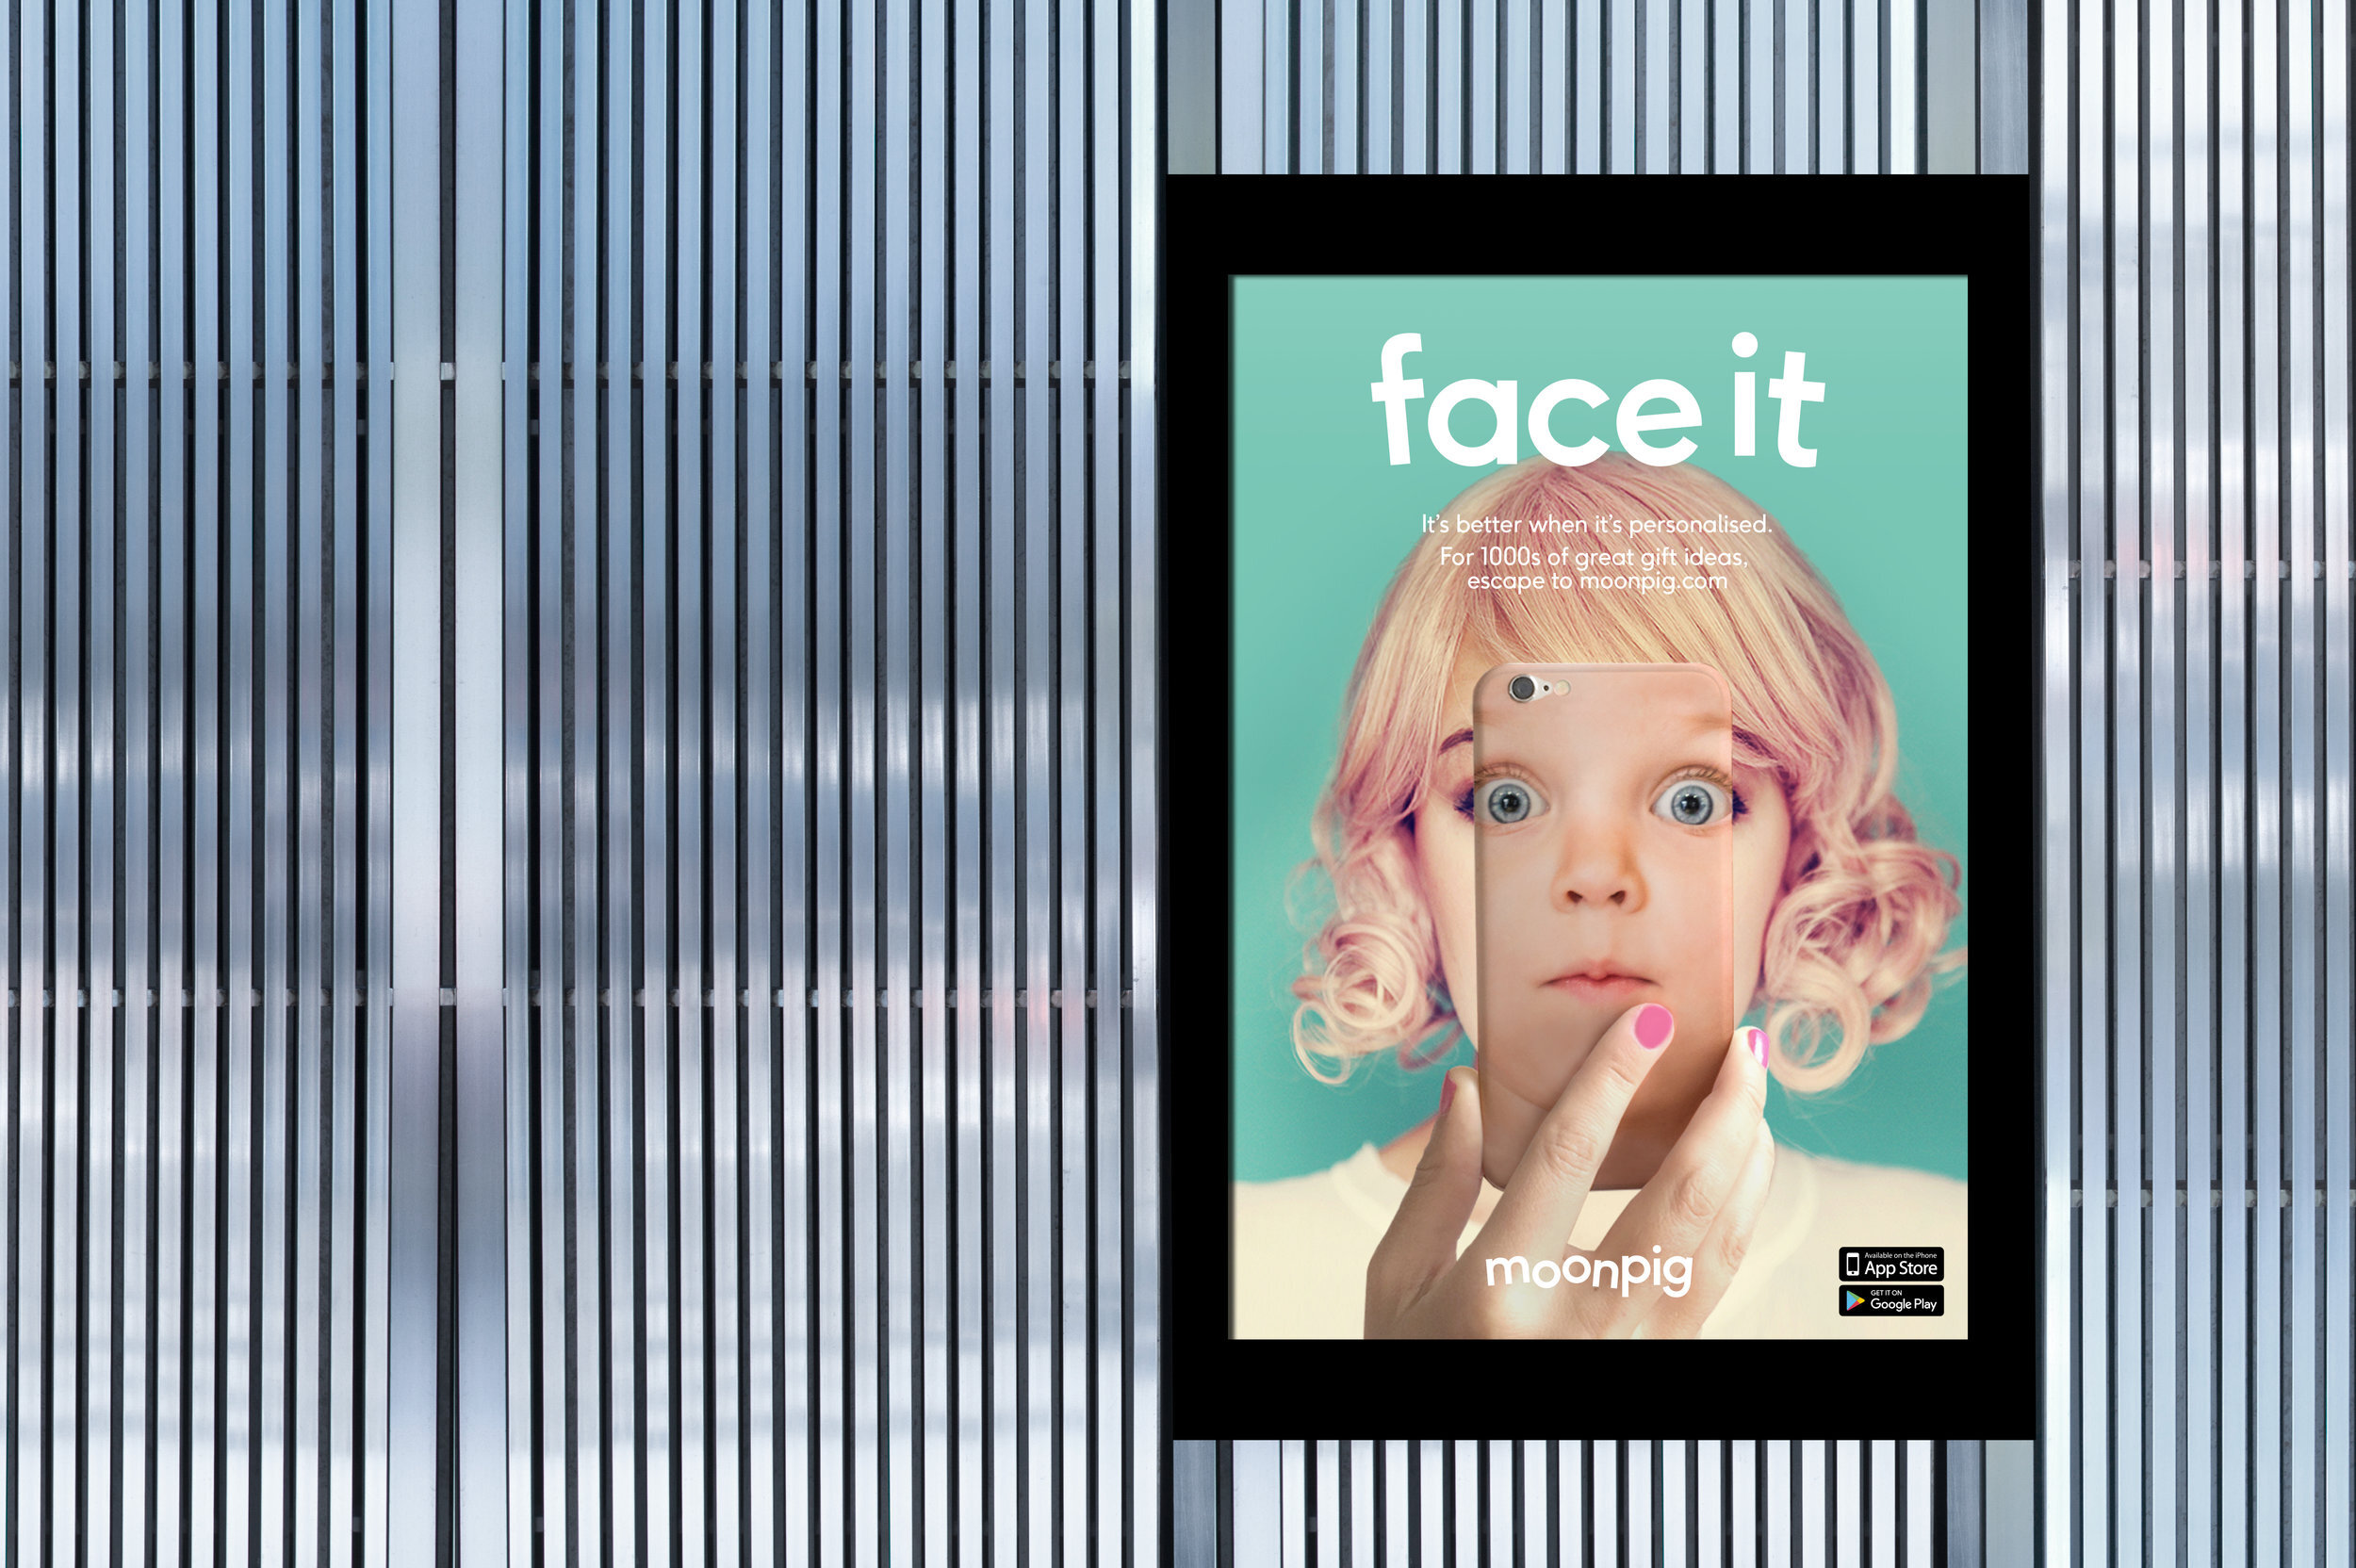 face it
It's better when it's personalised.
For 1000s of great gift ideas,
escape to moonpig.com
moonpig
Available on the iPhone
App Store
GET IT ON
Google Play